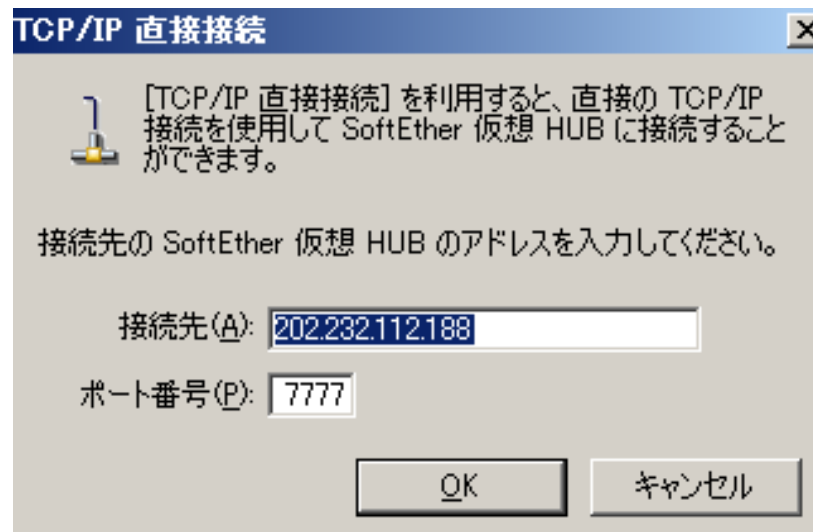 TCP/IP 直接接続
[TCP/IP 直接接続] を利用すると、直接の TCP/IP
接続を使用して SoftEther 仮想 HUB に接続すること
ができます。
接続先の SoftEther 仮想 HUB のアドレスを入力してください。
接続先(A): 202.232.112.188
ポート番号(P): 7777
OK キャンセル